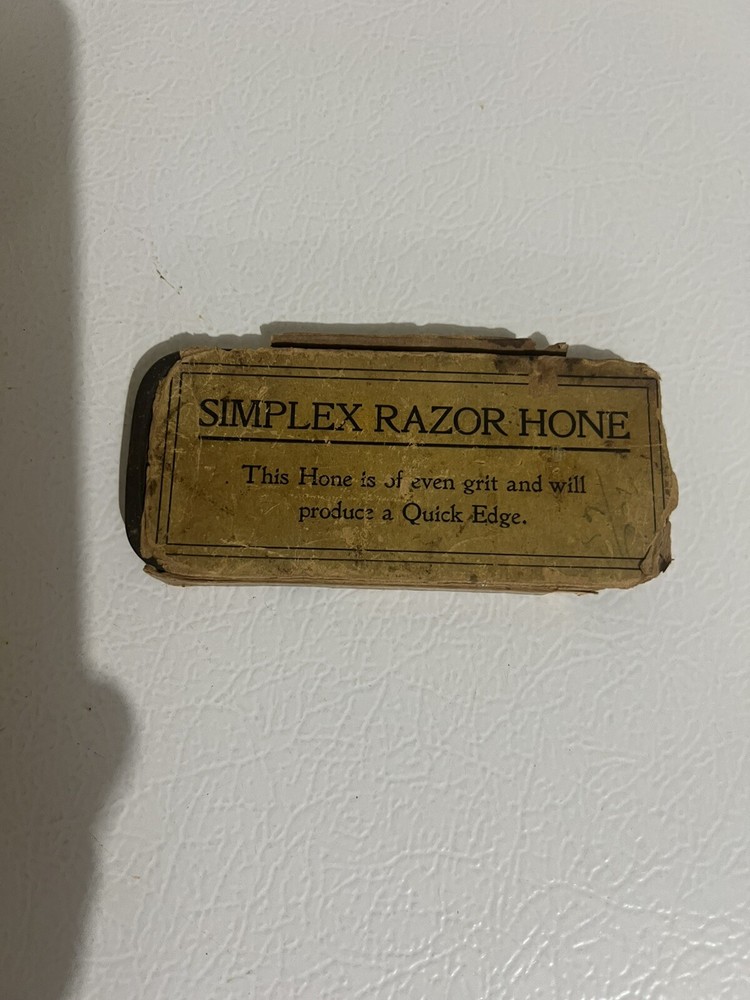 SIMPLEX RAZOR HONE
This Hone is of even grit and will
produce a Quick Edge.